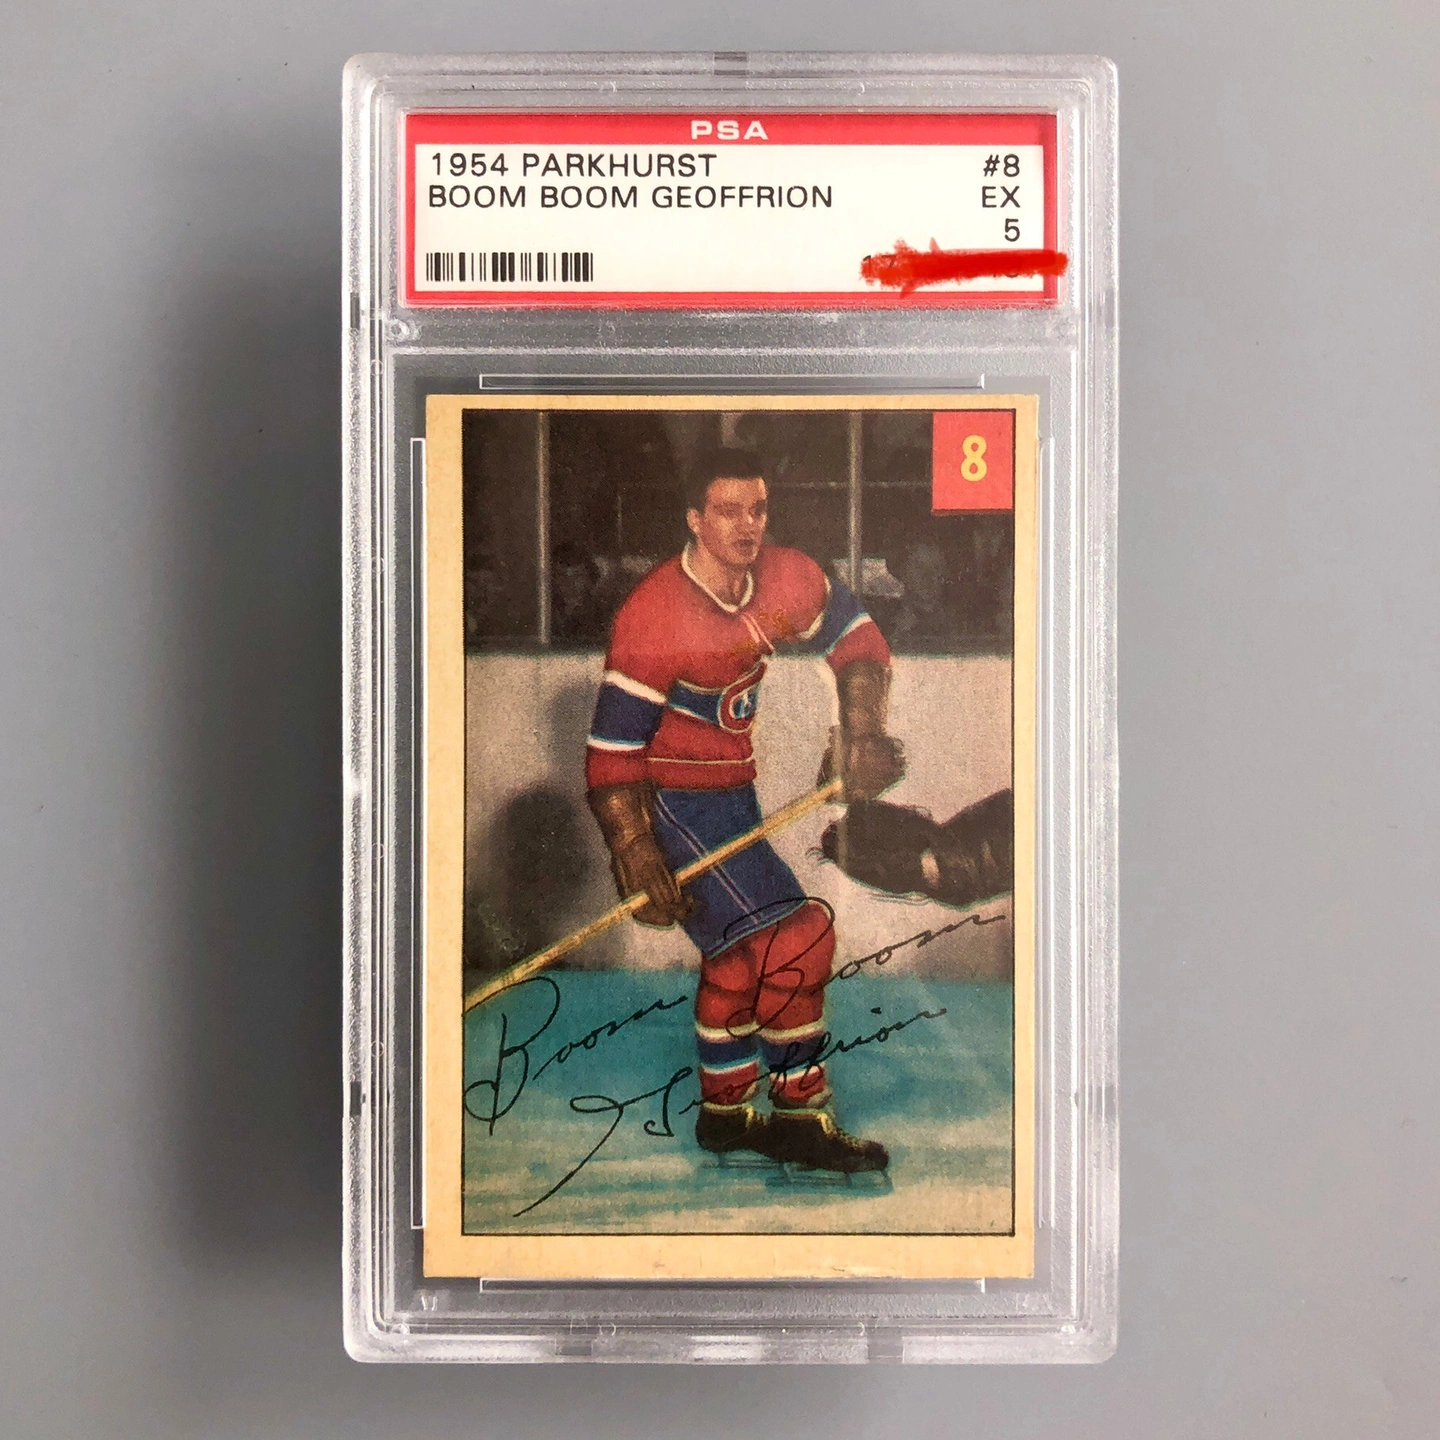 PSA
1954 PARKHURST #8
BOOM BOOM GEOFFRION EX
5
8
Boom Boom
Geoffrion